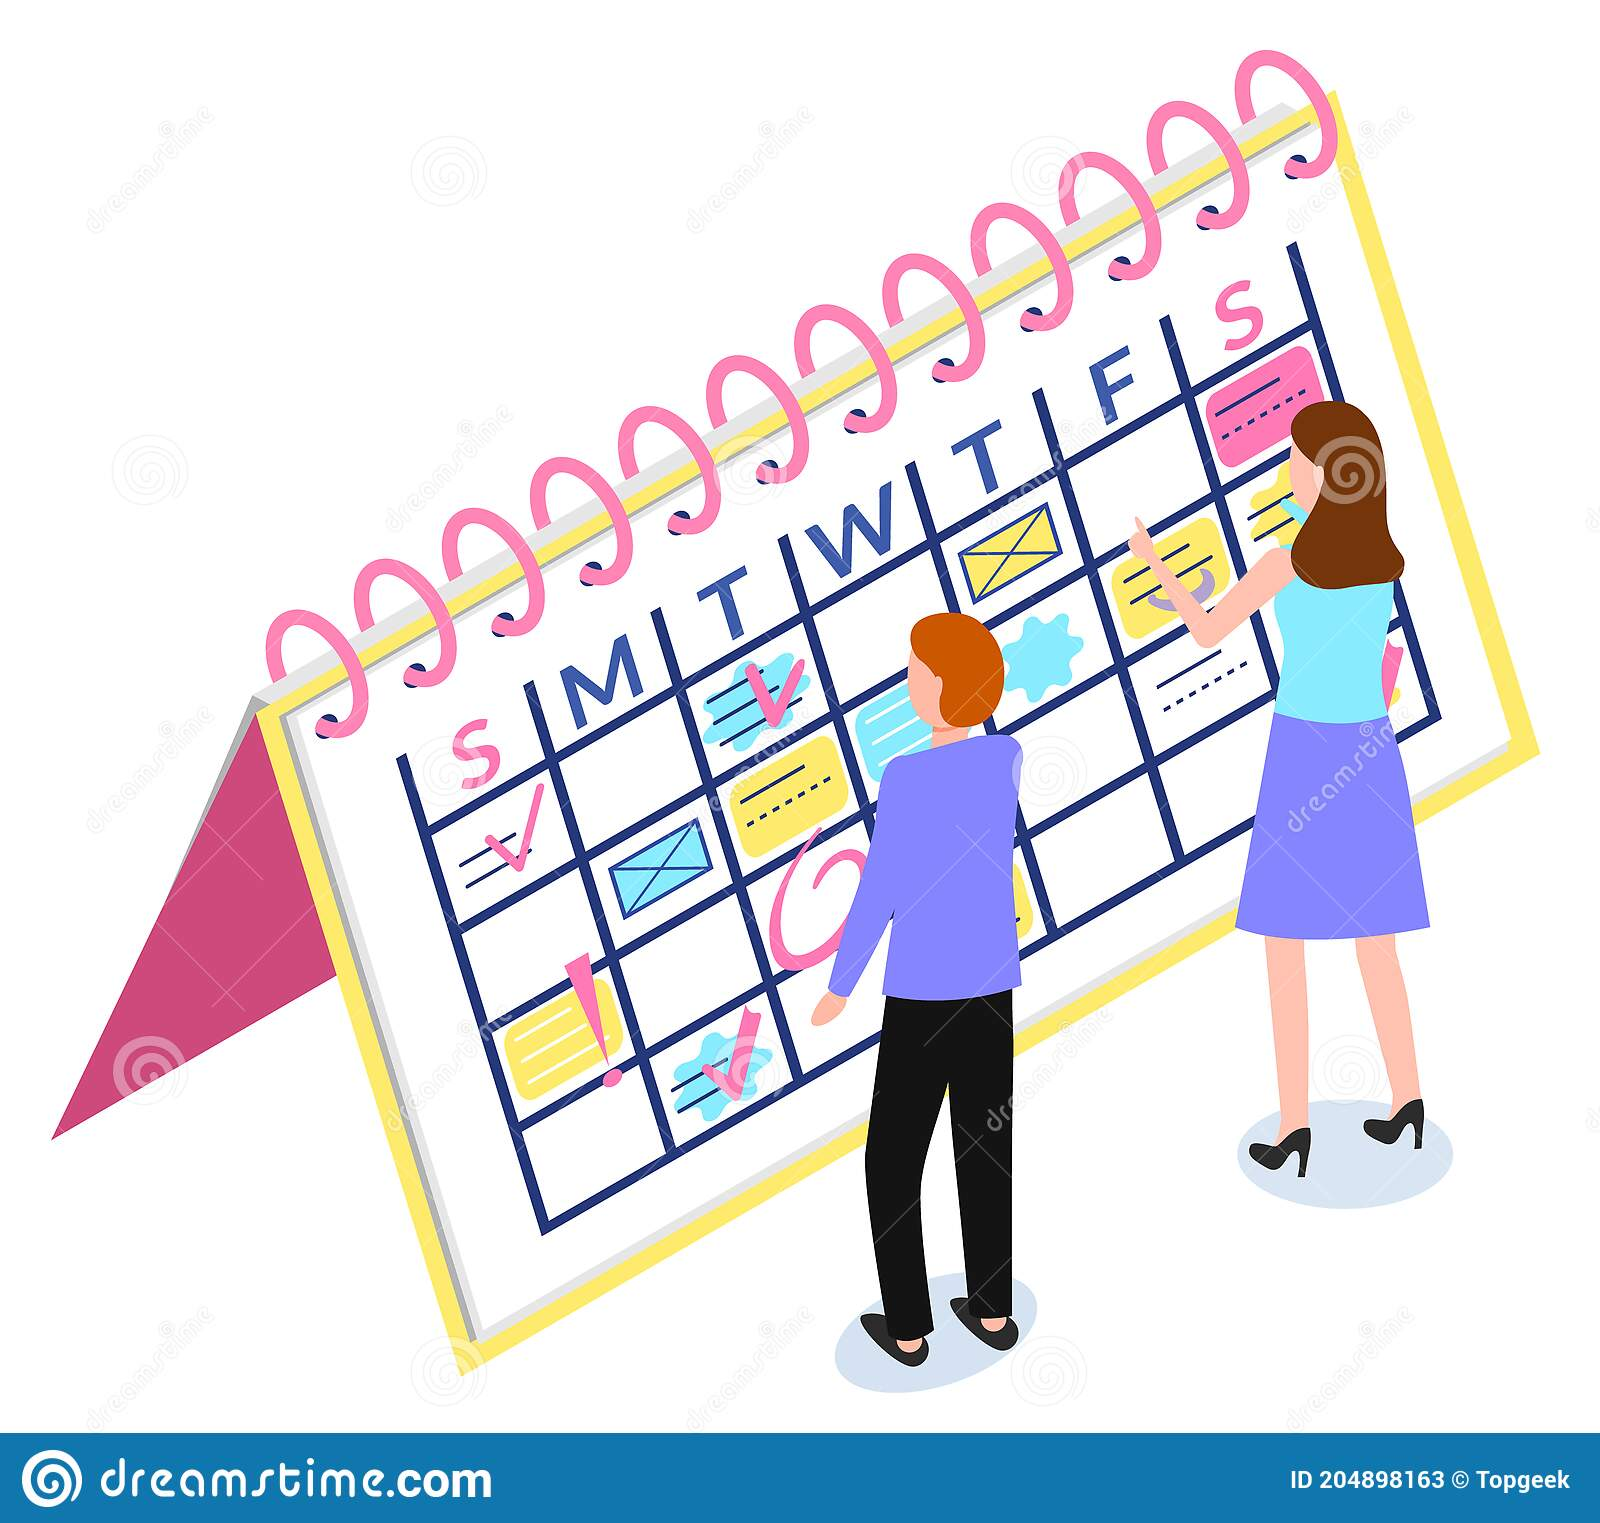 S M T W T F S
dreamstime.com
ID 204898163 © Topgeek